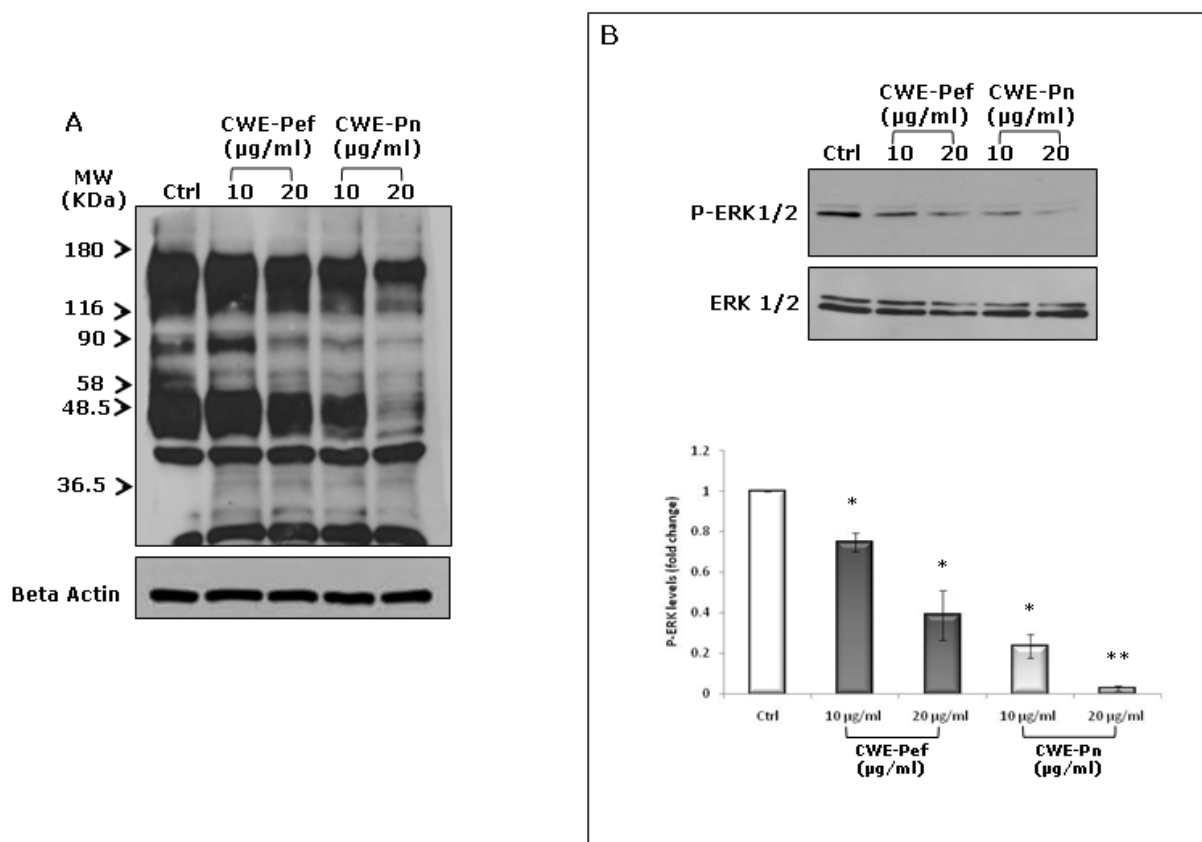 A
CWE-Pef CWE-Pn
(µg/ml) (µg/ml)
MW
(KDa)
Ctrl 10 20 10 20
180
116
90
58
48.5
36.5
Beta Actin
B
CWE-Pef CWE-Pn
(µg/ml) (µg/ml)
Ctrl 10 20 10 20
P-ERK1/2
ERK 1/2
P-ERK levels (fold change)
1.2
1
0.8
0.6
0.4
0.2
0
*
*
*
**
Ctrl 10 µg/ml 20 µg/ml 10 µg/ml 20 µg/ml
CWE-Pef CWE-Pn
(µg/ml) (µg/ml)